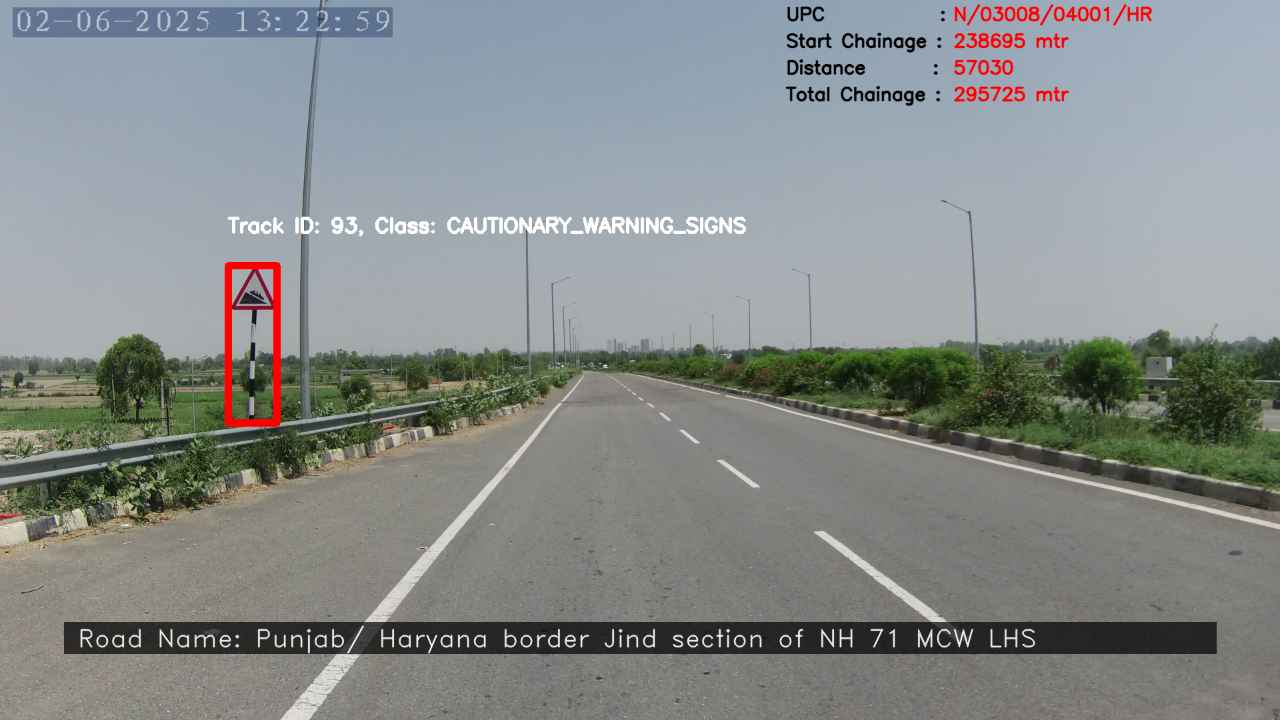 02-06-2025 13:22:59
UPC : N/03008/04001/HR
Start Chainage : 238695 mtr
Distance : 57030
Total Chainage : 295725 mtr
Track ID: 93, Class: CAUTIONARY_WARNING_SIGNS
Road Name: Punjab/ Haryana border Jind section of NH 71 MCW LHS